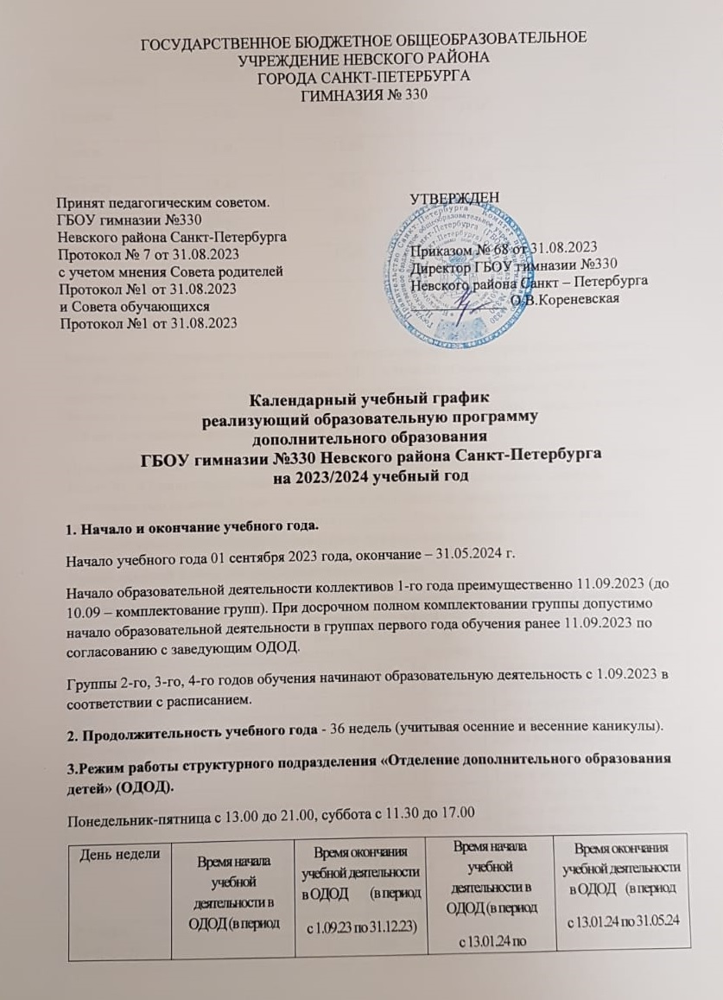 ГОСУДАРСТВЕННОЕ БЮДЖЕТНОЕ ОБЩЕОБРАЗОВАТЕЛЬНОЕ
УЧРЕЖДЕНИЕ НЕВСКОГО РАЙОНА
ГОРОДА САНКТ-ПЕТЕРБУРГА
ГИМНАЗИЯ № 330
Принят педагогическим советом.
ГБОУ гимназии №330
Невского района Санкт-Петербурга
Протокол № 7 от 31.08.2023
с учетом мнения Совета родителей
Протокол №1 от 31.08.2023
и Совета обучающихся
Протокол №1 от 31.08.2023
УТВЕРЖДЕН
Приказом № 68 от 31.08.2023
Директор ГБОУ гимназии №330
Невского района Санкт – Петербурга
О.В.Кореневская
Календарный учебный график
реализующий образовательную программу
дополнительного образования
ГБОУ гимназии №330 Невского района Санкт-Петербурга
на 2023/2024 учебный год
1. Начало и окончание учебного года.
Начало учебного года 01 сентября 2023 года, окончание – 31.05.2024 г.
Начало образовательной деятельности коллективов 1-го года преимущественно 11.09.2023 (до
10.09 – комплектование групп). При досрочном полном комплектовании группы допустимо
начало образовательной деятельности в группах первого года обучения ранее 11.09.2023 по
согласованию с заведующим ОДОД.
Группы 2-го, 3-го, 4-го годов обучения начинают образовательную деятельность с 1.09.2023 в
соответствии с расписанием.
2. Продолжительность учебного года - 36 недель (учитывая осенние и весенние каникулы).
3.Режим работы структурного подразделения «Отделение дополнительного образования
детей» (ОДОД).
Понедельник-пятница с 13.00 до 21.00, суббота с 11.30 до 17.00
День недели
Время начала
учебной
деятельности в
ОДОД (в период
Время окончания
учебной деятельности
в ОДОД (в период
с 1.09.23 по 31.12.23)
Время начала
учебной
деятельности в
ОДОД (в период
с 13.01.24 по
Время окончания
учебной деятельности
в ОДОД (в период
с 13.01.24 по 31.05.24